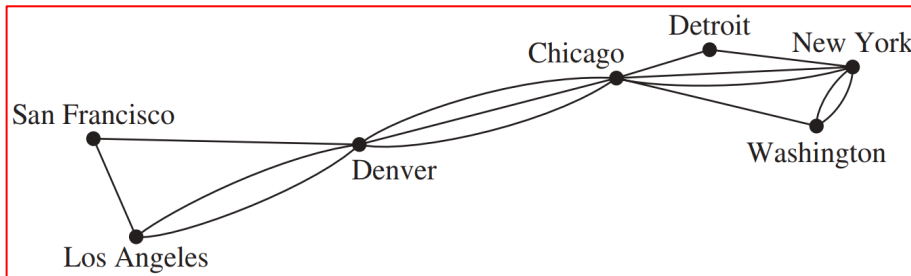 Detroit
New York
Chicago
San Francisco
Denver
Washington
Los Angeles